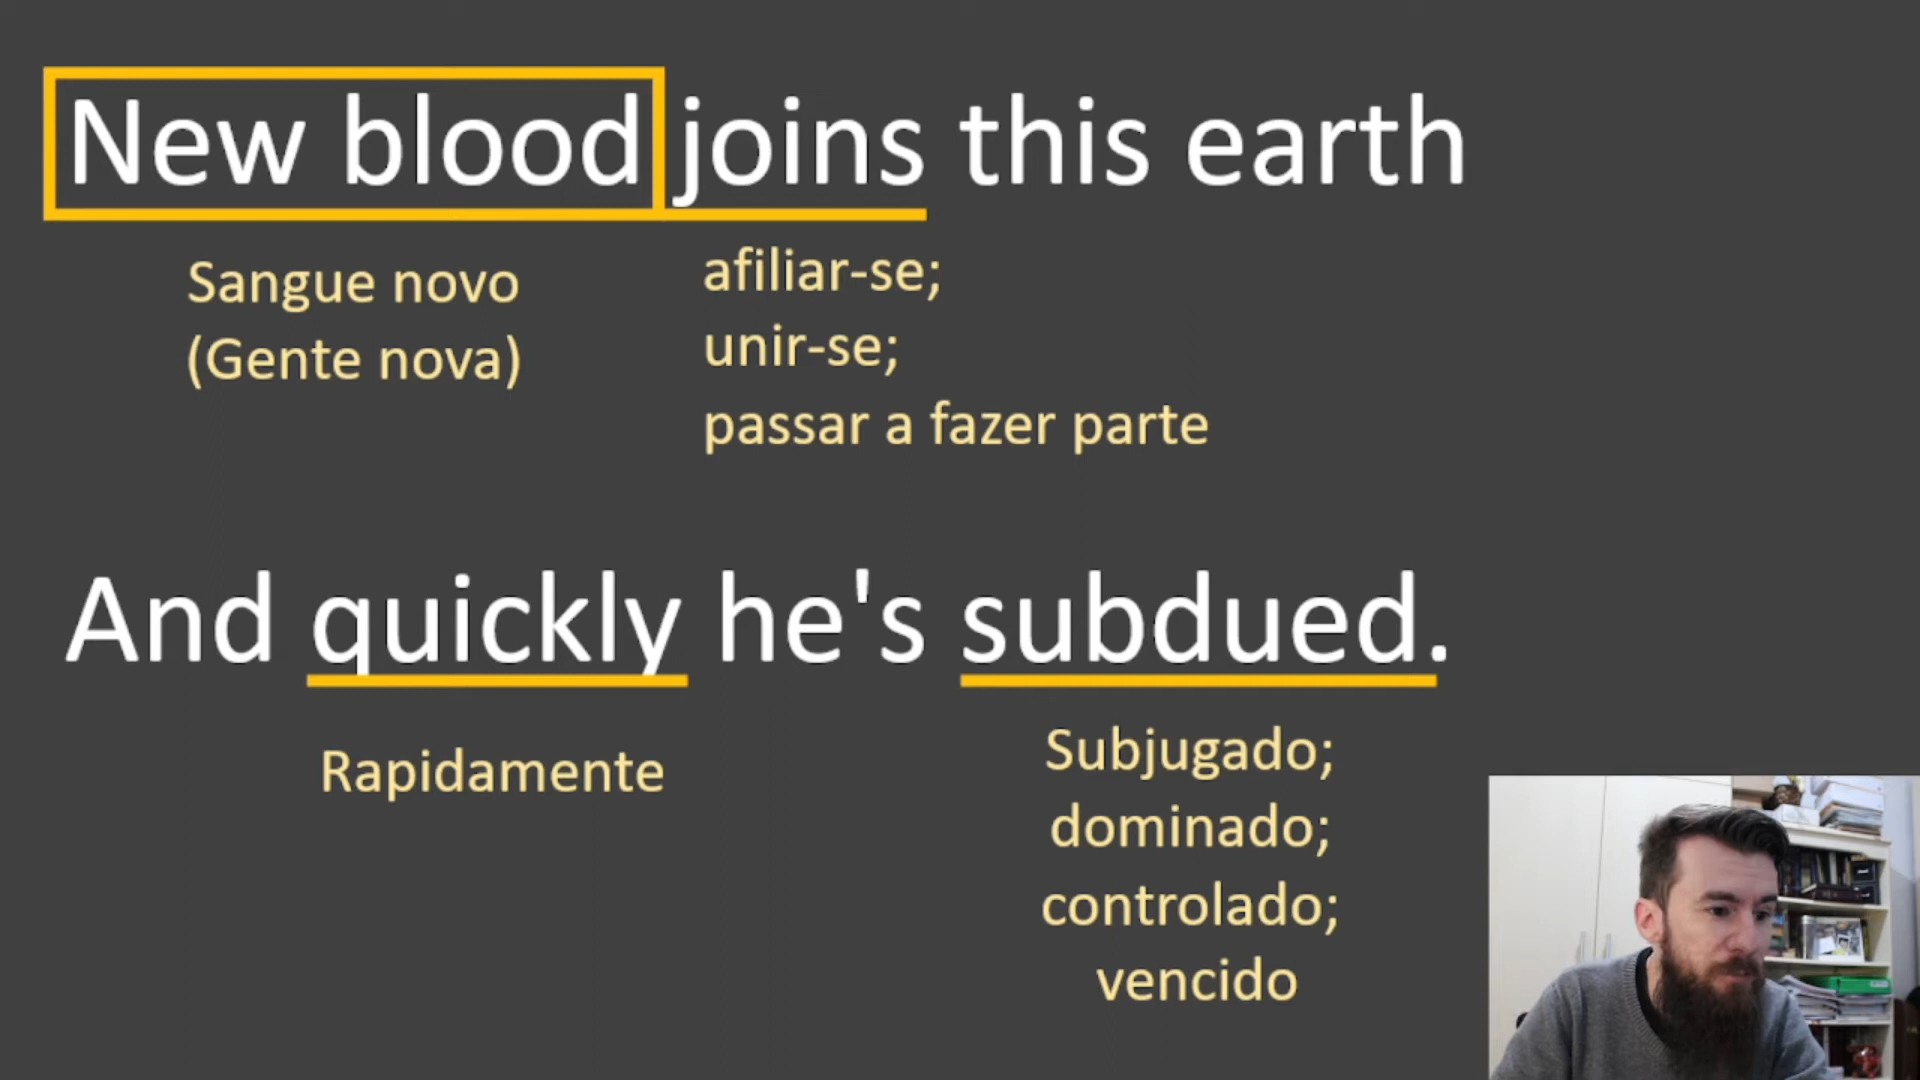 New blood joins this earth
Sangue novo
(Gente nova)
afiliar-se;
unir-se;
passar a fazer parte
And quickly he's subdued.
Rapidamente
Subjugado;
dominado;
controlado;
vencido